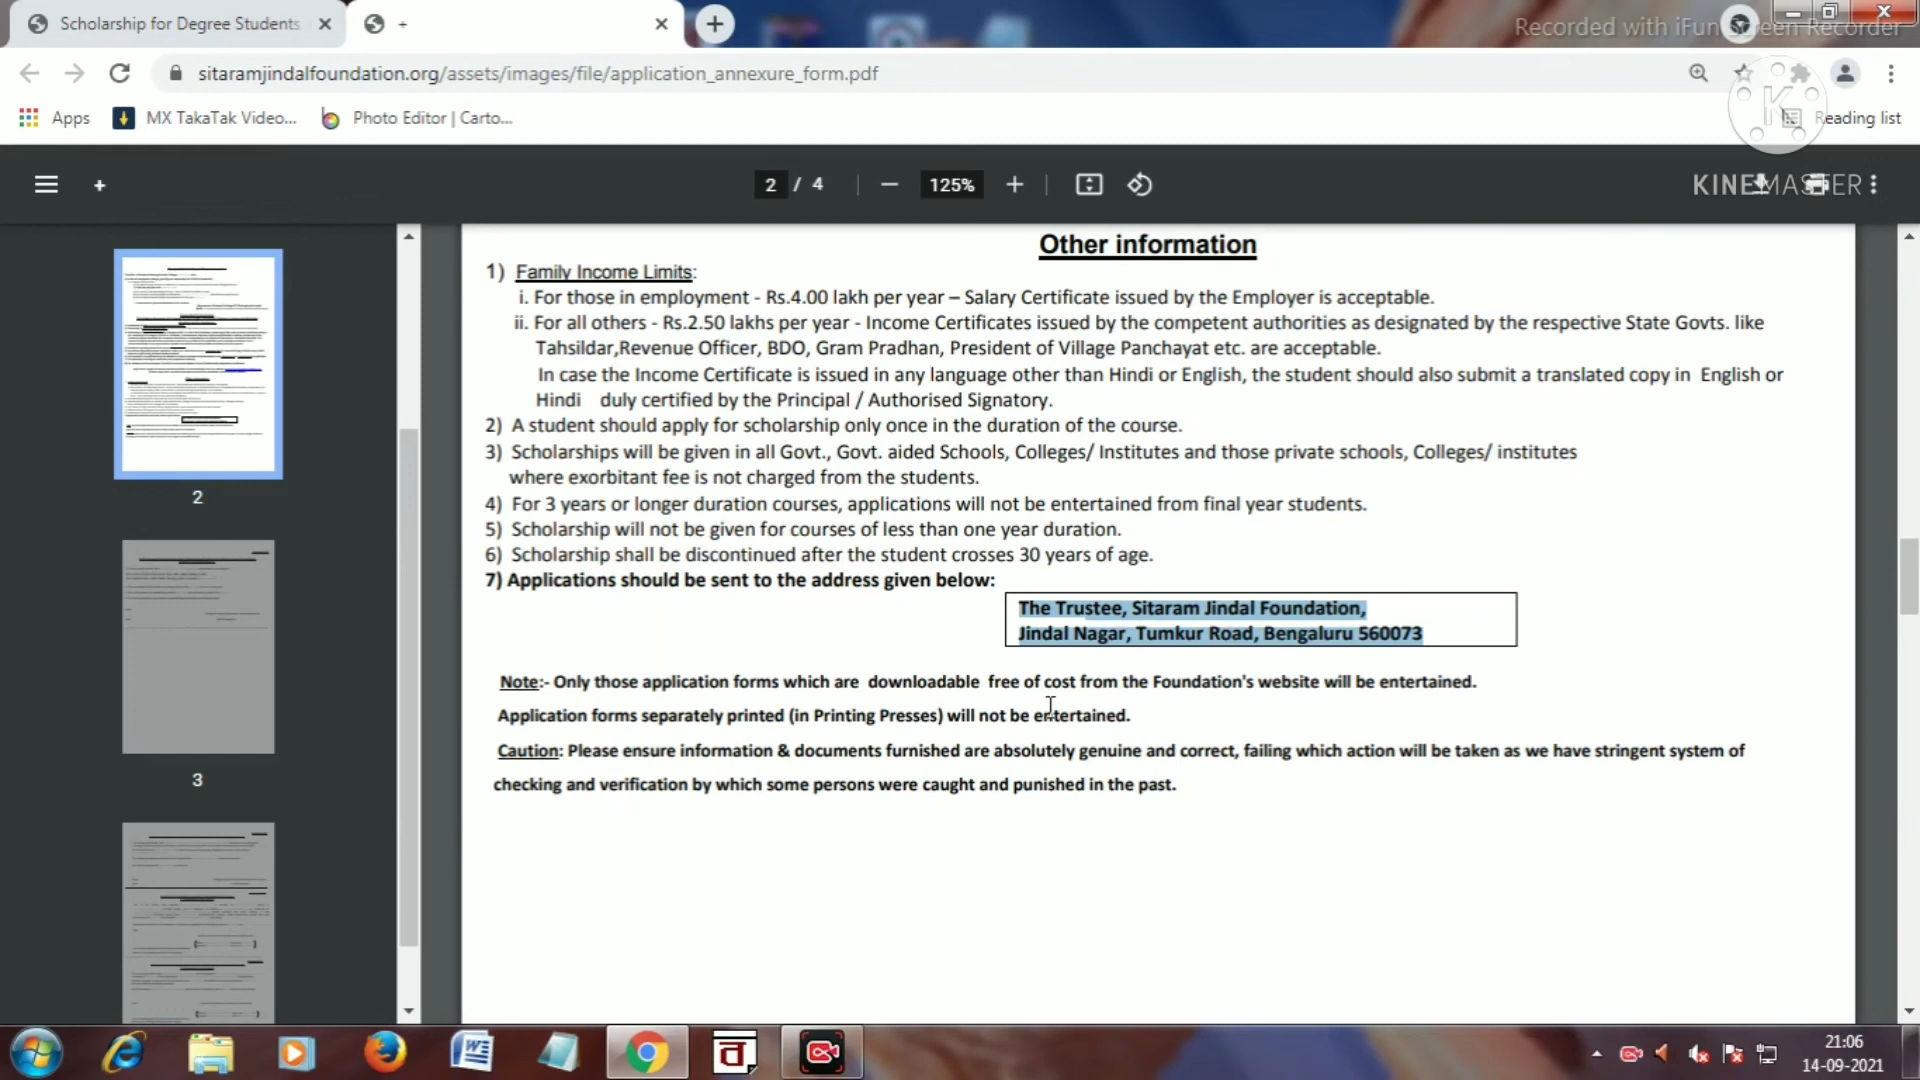 Scholarship for Degree Students
+
Recorded with iFun Screen Recorder
sitaramjindalfoundation.org/assets/images/file/application_annexure_form.pdf
Apps
MX TakaTak Video...
Photo Editor | Carto...
Reading list
K
+
2 / 4
125%
KINEMASTER
Other information
1) Family Income Limits:
i. For those in employment - Rs.4.00 lakh per year – Salary Certificate issued by the Employer is acceptable.
ii. For all others - Rs.2.50 lakhs per year - Income Certificates issued by the competent authorities as designated by the respective State Govts. like
Tahsildar,Revenue Officer, BDO, Gram Pradhan, President of Village Panchayat etc. are acceptable.
In case the Income Certificate is issued in any language other than Hindi or English, the student should also submit a translated copy in English or
Hindi duly certified by the Principal / Authorised Signatory.
2) A student should apply for scholarship only once in the duration of the course.
3) Scholarships will be given in all Govt., Govt. aided Schools, Colleges/ Institutes and those private schools, Colleges/ institutes
where exorbitant fee is not charged from the students.
4) For 3 years or longer duration courses, applications will not be entertained from final year students.
5) Scholarship will not be given for courses of less than one year duration.
6) Scholarship shall be discontinued after the student crosses 30 years of age.
7) Applications should be sent to the address given below:
The Trustee, Sitaram Jindal Foundation,
Jindal Nagar, Tumkur Road, Bengaluru 560073
Note:- Only those application forms which are downloadable free of cost from the Foundation's website will be entertained.
Application forms separately printed (in Printing Presses) will not be entertained.
Caution: Please ensure information & documents furnished are absolutely genuine and correct, failing which action will be taken as we have stringent system of
checking and verification by which some persons were caught and punished in the past.
2
3
21:06
14-09-2021